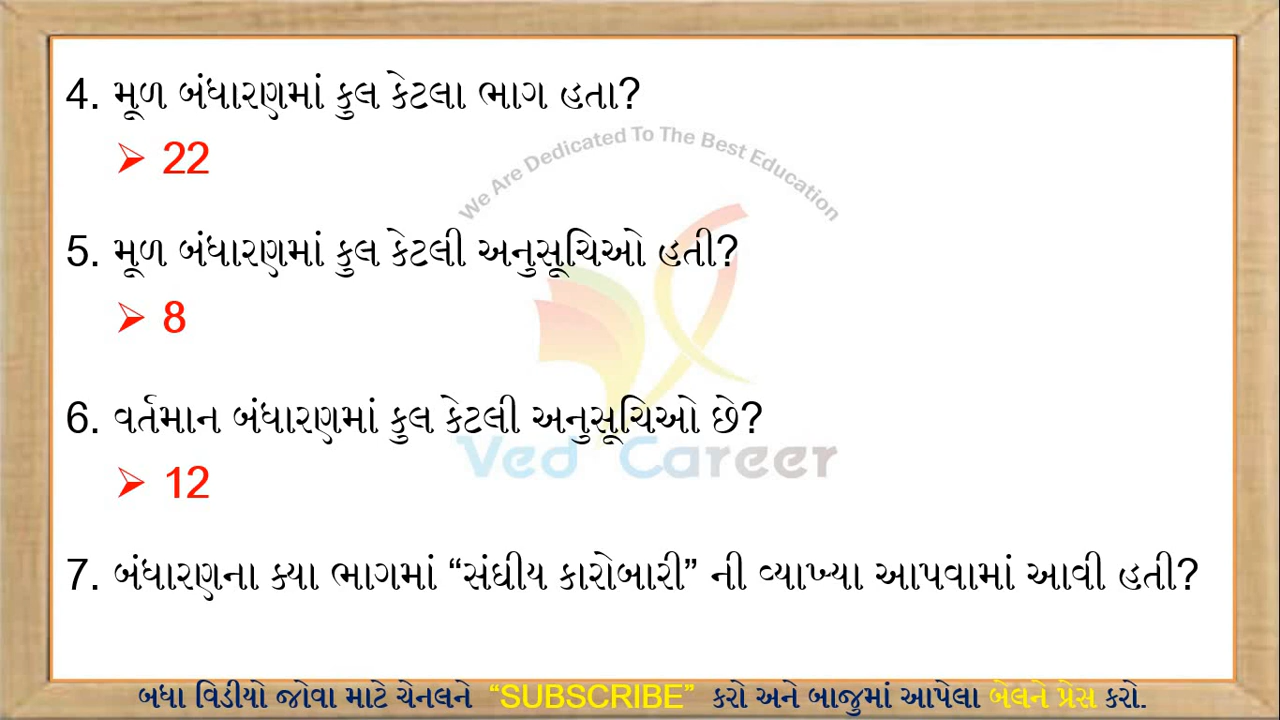 4. મૂળ બંધારણમાં કુલ કેટલા ભાગ હતા?
➢ 22
We Are Dedicated To The Best Education
5. મૂળ બંધારણમાં કુલ કેટલી અનુસૂચિઓ હતી?
➢ 8
6. વર્તમાન બંધારણમાં કુલ કેટલી અનુસૂચિઓ છે?
Ved Career
➢ 12
7. બંધારણના ક્યા ભાગમાં “સંઘીય કારોબારી” ની વ્યાખ્યા આપવામાં આવી હતી?
બધા વિડીયો જોવા માટે ચેનલને “SUBSCRIBE” કરો અને બાજુમાં આપેલા બેલને પ્રેસ કરો.